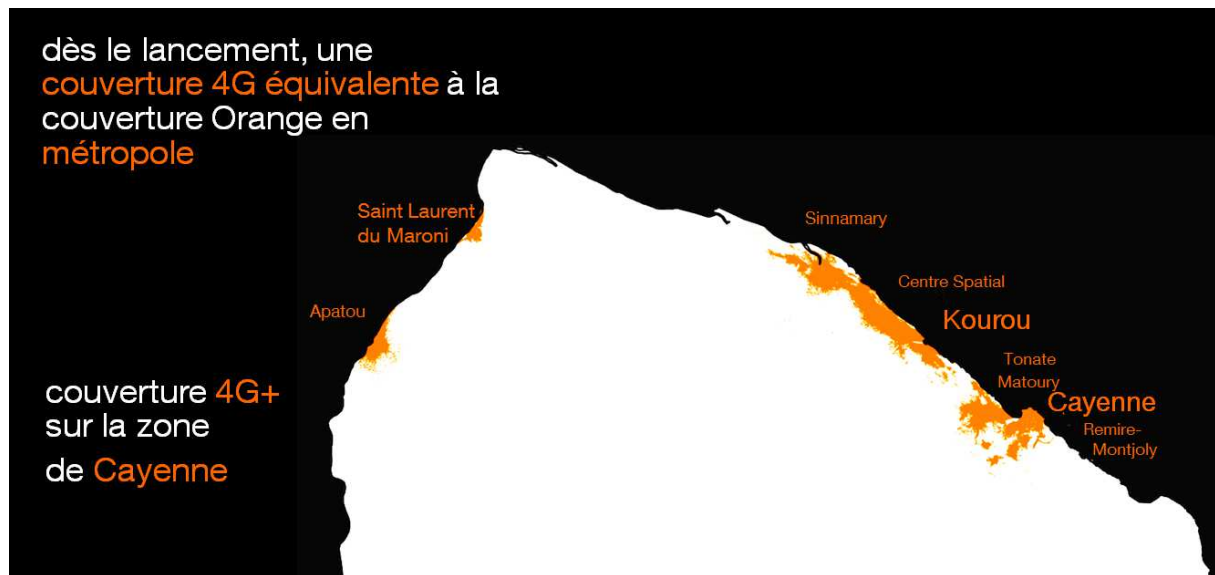 dès le lancement, une
couverture 4G équivalente à la
couverture Orange en
métropole
Saint Laurent
du Maroni
Sinnamary
Centre Spatial
Apatou
Kourou
Tonate
Matoury
Cayenne
Remire-
Montjoly
couverture 4G+
sur la zone
de Cayenne